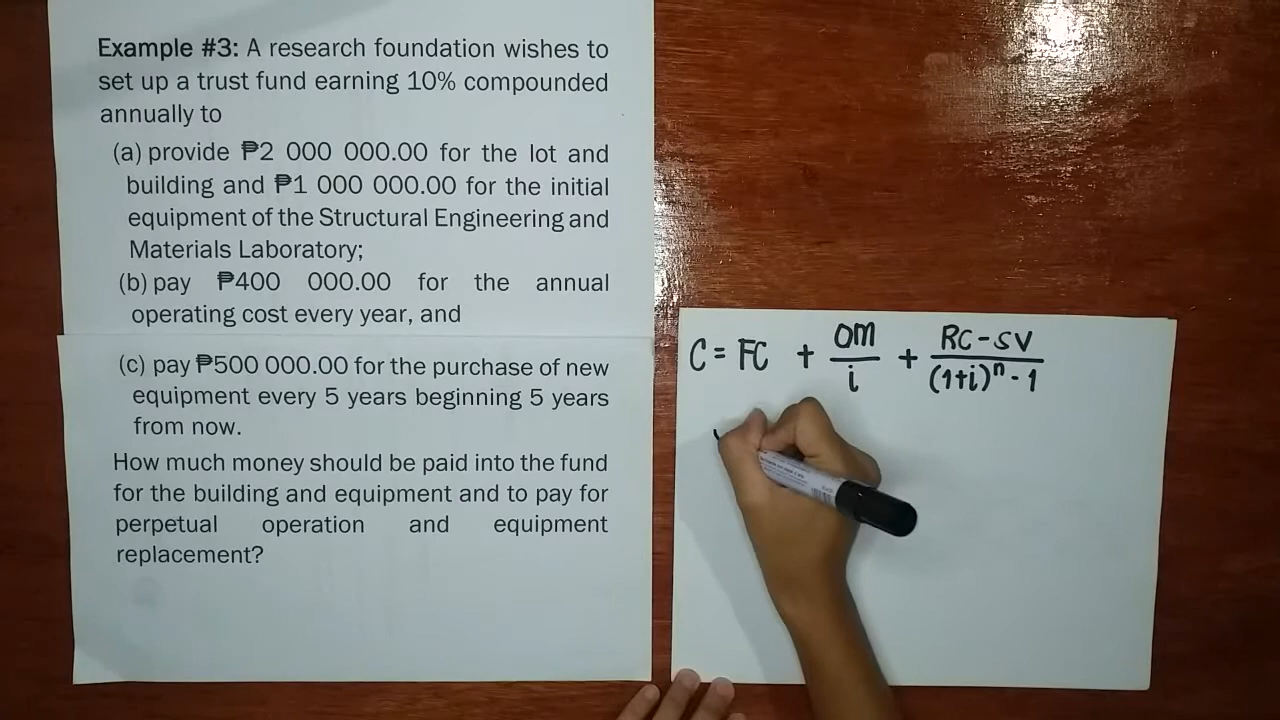 Example #3: A research foundation wishes to
set up a trust fund earning 10% compounded
annually to
(a) provide ₱2 000 000.00 for the lot and
building and ₱1 000 000.00 for the initial
equipment of the Structural Engineering and
Materials Laboratory;
(b) pay ₱400 000.00 for the annual
operating cost every year, and
(c) pay ₱500 000.00 for the purchase of new
equipment every 5 years beginning 5 years
from now.
How much money should be paid into the fund
for the building and equipment and to pay for
perpetual operation and equipment
replacement?
C = FC + OM/i + RC-SV/(1+i)^n - 1